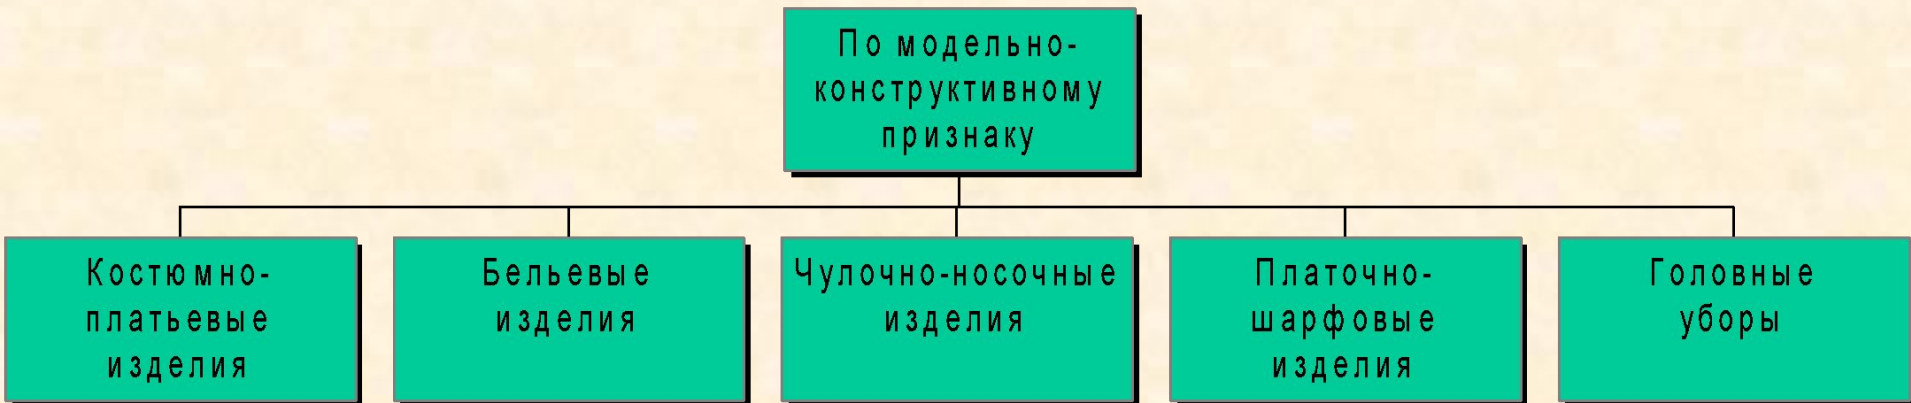 По модельно-
конструктивному
признаку
Костюмно-
платьевые
изделия
Бельевые
изделия
Чулочно-носочные
изделия
Платочно-
шарфовые
изделия
Головные
уборы